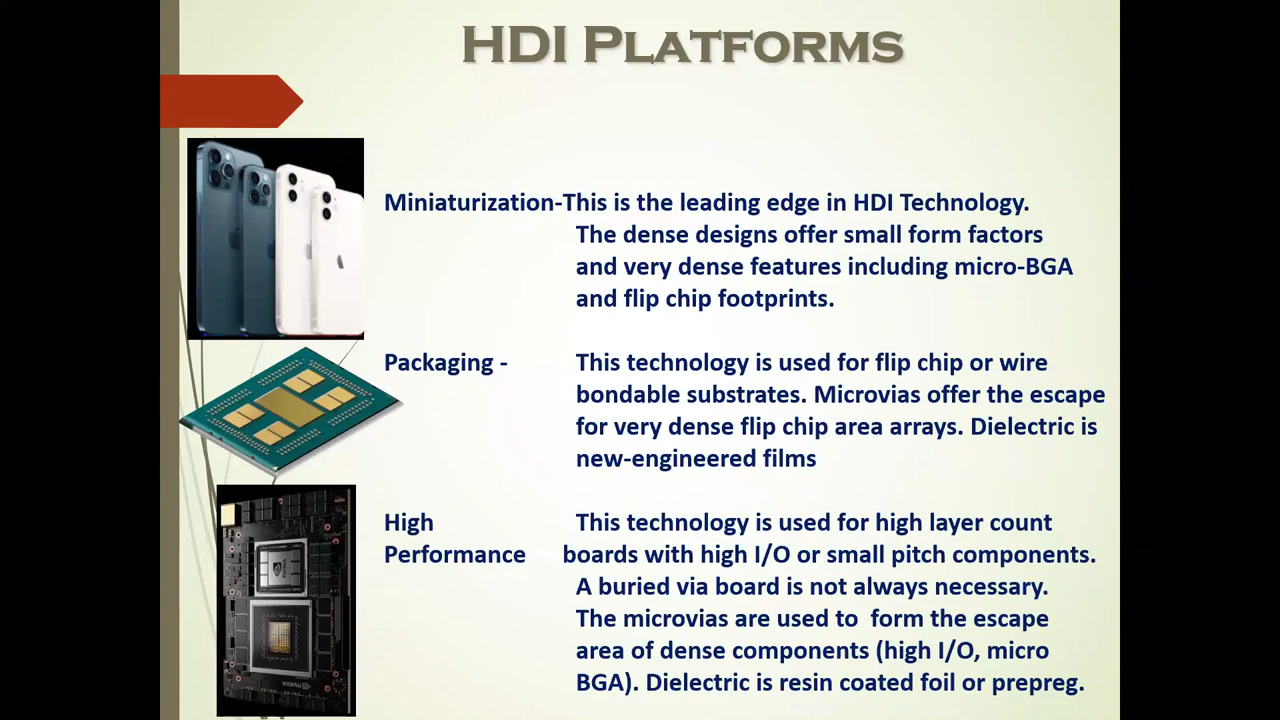 HDI PLATFORMS
Miniaturization-This is the leading edge in HDI Technology.
The dense designs offer small form factors
and very dense features including micro-BGA
and flip chip footprints.
Packaging - This technology is used for flip chip or wire
bondable substrates. Microvias offer the escape
for very dense flip chip area arrays. Dielectric is
new-engineered films
High This technology is used for high layer count
Performance boards with high I/O or small pitch components.
A buried via board is not always necessary.
The microvias are used to form the escape
area of dense components (high I/O, micro
BGA). Dielectric is resin coated foil or prepreg.
NVIDIA
NVIDIA